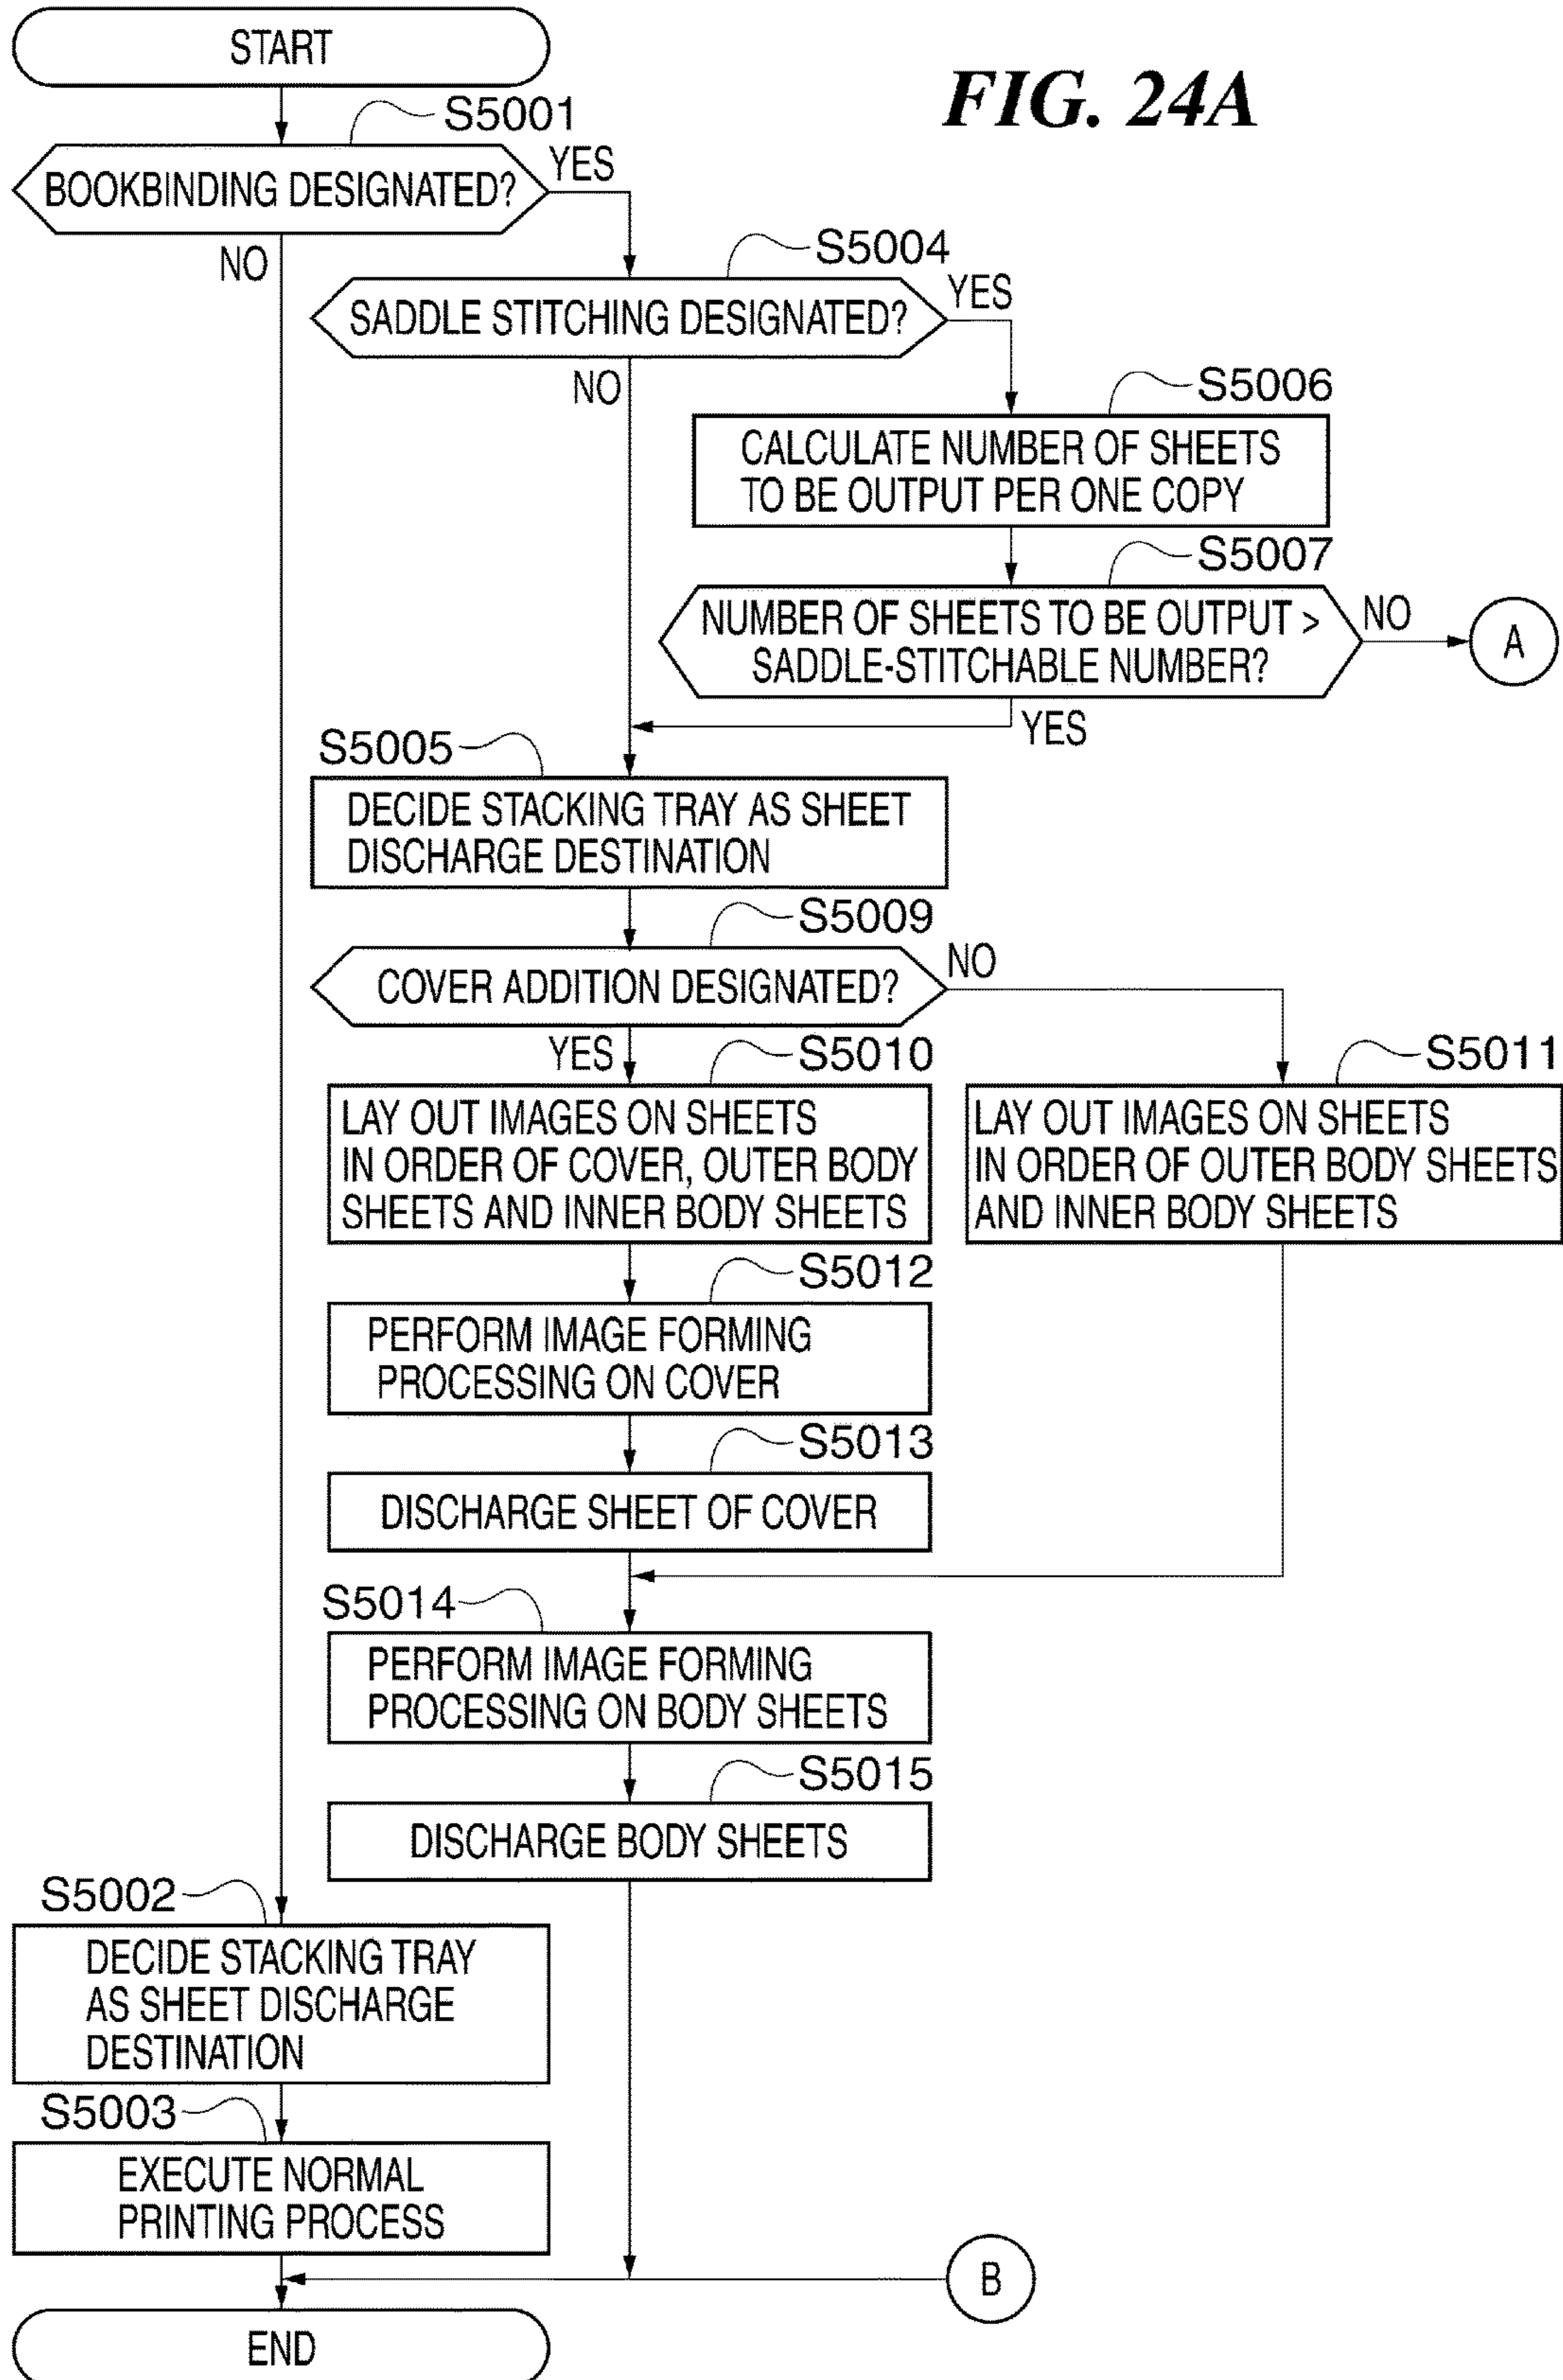 START
FIG. 24A
S5001
BOOKBINDING DESIGNATED?
YES
NO
S5004
SADDLE STITCHING DESIGNATED?
YES
NO
S5006
CALCULATE NUMBER OF SHEETS
TO BE OUTPUT PER ONE COPY
S5007
NUMBER OF SHEETS TO BE OUTPUT >
SADDLE-STITCHABLE NUMBER?
NO
A
YES
S5005
DECIDE STACKING TRAY AS SHEET
DISCHARGE DESTINATION
S5009
COVER ADDITION DESIGNATED?
NO
YES
S5010
LAY OUT IMAGES ON SHEETS
IN ORDER OF COVER, OUTER BODY
SHEETS AND INNER BODY SHEETS
S5011
LAY OUT IMAGES ON SHEETS
IN ORDER OF OUTER BODY SHEETS
AND INNER BODY SHEETS
S5012
PERFORM IMAGE FORMING
PROCESSING ON COVER
S5013
DISCHARGE SHEET OF COVER
S5014
PERFORM IMAGE FORMING
PROCESSING ON BODY SHEETS
S5015
DISCHARGE BODY SHEETS
S5002
DECIDE STACKING TRAY
AS SHEET DISCHARGE
DESTINATION
S5003
EXECUTE NORMAL
PRINTING PROCESS
B
END